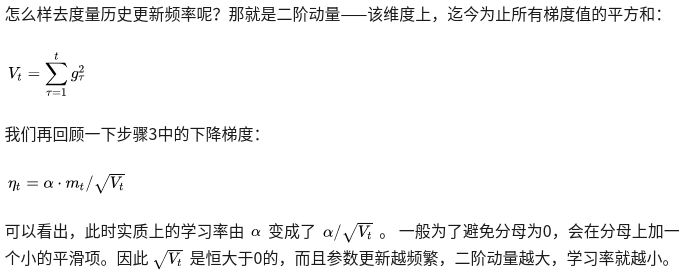 怎么样去度量历史更新频率呢？那就是二阶动量——该维度上，迄今为止所有梯度值的平方和：
$V_t = \sum_{\tau=1}^{t} g_\tau^2$
我们再回顾一下步骤3中的下降梯度：
$\eta_t = \alpha \cdot m_t / \sqrt{V_t}$
可以看出，此时实质上的学习率由 $\alpha$ 变成了 $\alpha / \sqrt{V_t}$ 。 一般为了避免分母为0，会在分母上加一
个小的平滑项。因此 $\sqrt{V_t}$ 是恒大于0的，而且参数更新越频繁，二阶动量越大，学习率就越小。